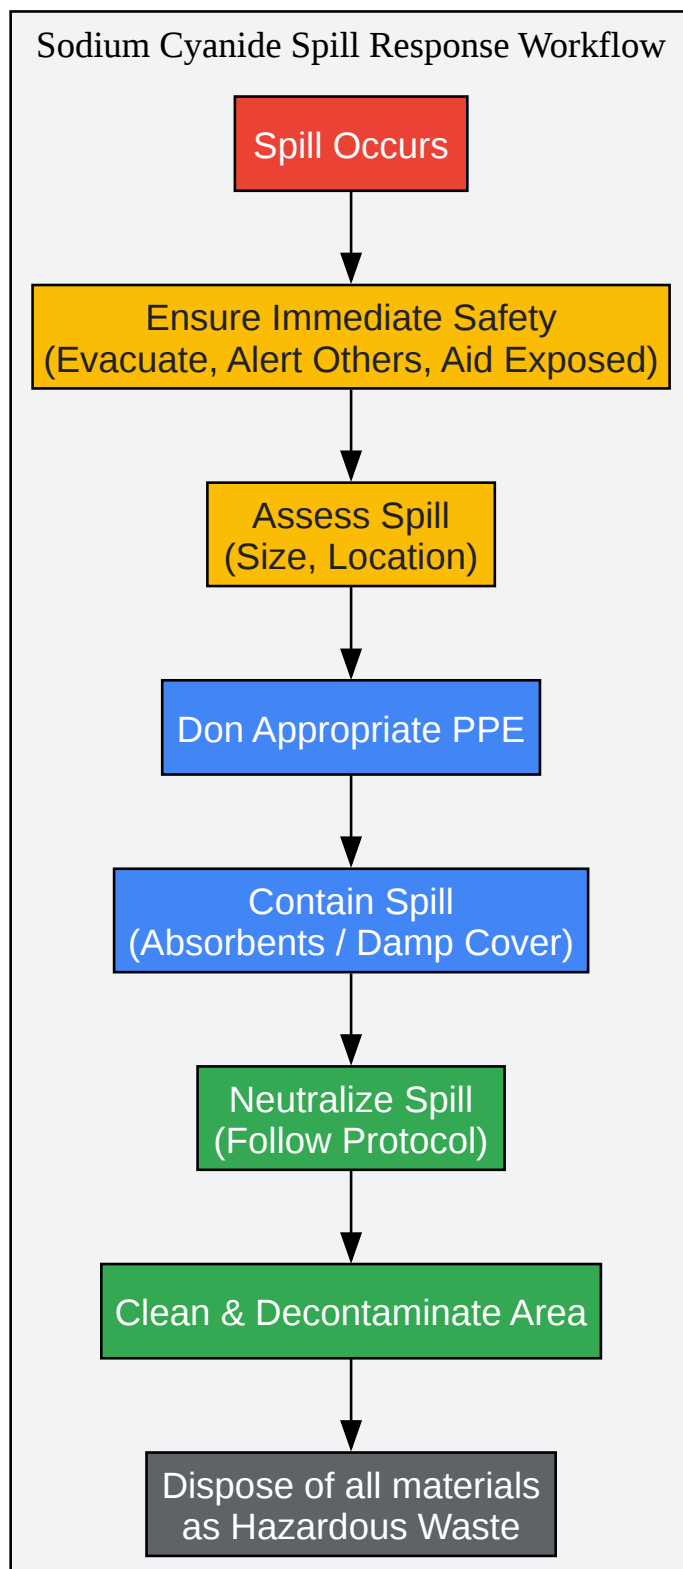 Sodium Cyanide Spill Response Workflow
Spill Occurs
Ensure Immediate Safety
(Evacuate, Alert Others, Aid Exposed)
Assess Spill
(Size, Location)
Don Appropriate PPE
Contain Spill
(Absorbents / Damp Cover)
Neutralize Spill
(Follow Protocol)
Clean & Decontaminate Area
Dispose of all materials
as Hazardous Waste